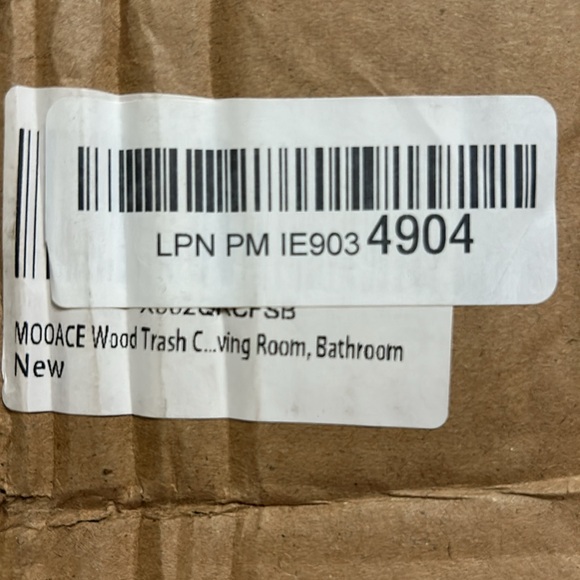 LPN PM IE903 4904
MOOACE Wood Trash C...ving Room, Bathroom
New